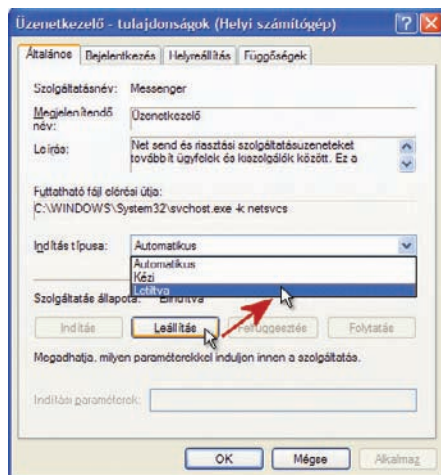 Üzenetkezelő - tulajdonságok (Helyi számítógép)
Általános Bejelentkezés Helyreállítás Függőségek
Szolgáltatásnév: Messenger
Megjelenítendő név: Üzenetkezelő
Leírás: Net send és riasztási szolgáltatásüzeneteket
továbbít ügyfelek és kiszolgálók között. Ez a
Futtatható fájl elérési útja:
C:\WINDOWS\System32\svchost.exe -k netsvcs
Indítás típusa: Automatikus
Automatikus
Kézi
Letiltva
Szolgáltatás állapota: Elindítva
Indítás Leállítás Felfüggesztés Folytatás
Megadhatja, milyen paraméterekkel induljon innen a szolgáltatás.
Indítási paraméterek:
OK Mégse Alkalmaz